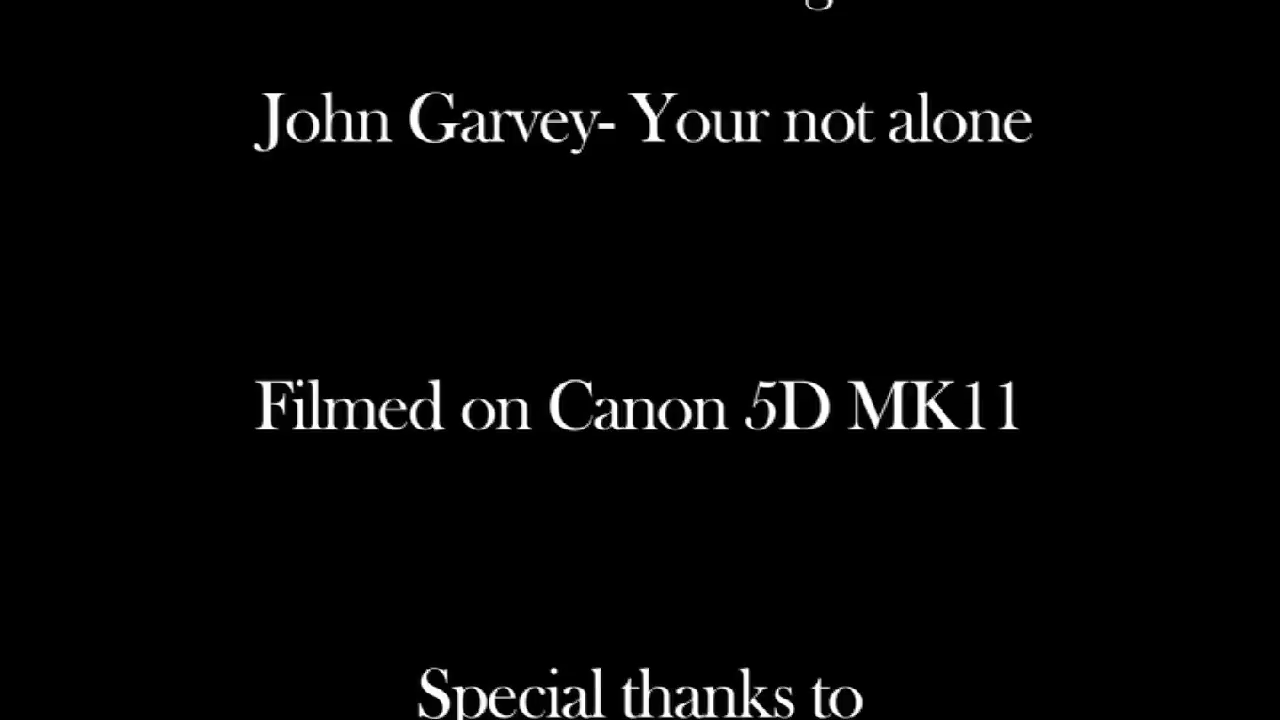 John Garvey- Your not alone
Filmed on Canon 5D MK11
Special thanks to